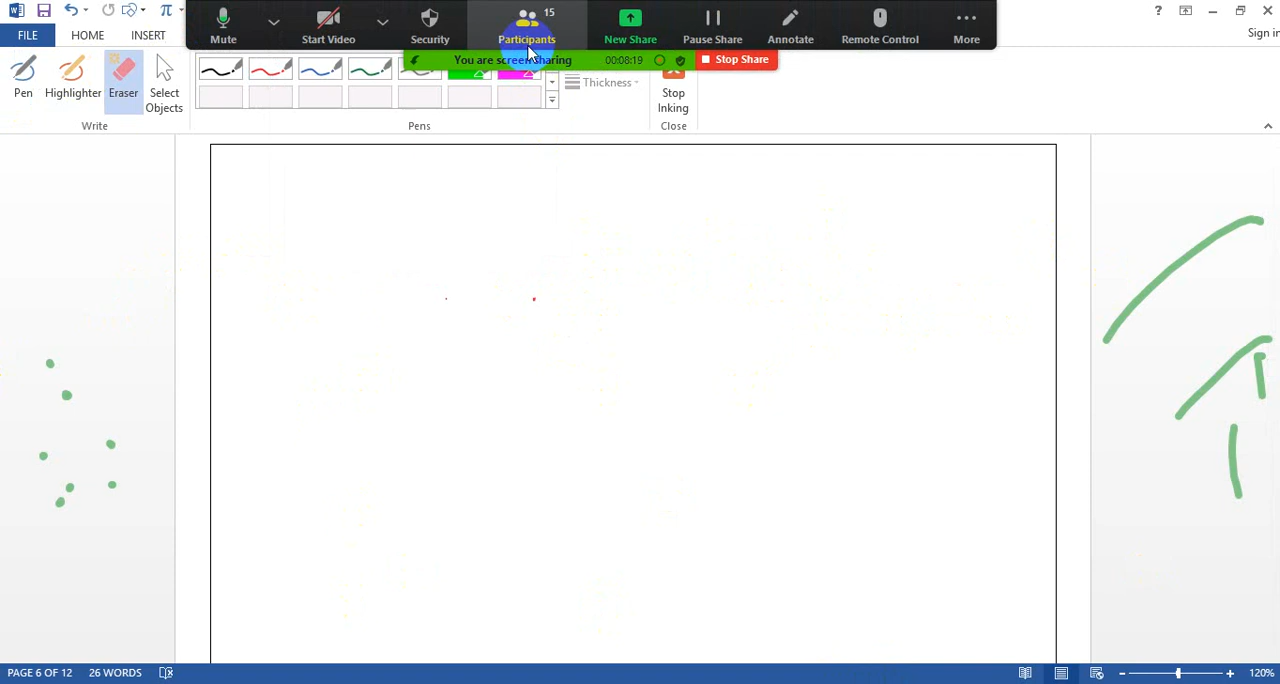 15
Mute
Start Video
Security
Participants
New Share
Pause Share
Annotate
Remote Control
More
?
Sign in
FILE
HOME
INSERT
You are screen sharing
00:08:19
Stop Share
Pen
Highlighter
Eraser
Select
Objects
Thickness
Stop
Inking
Write
Pens
Close
PAGE 6 OF 12
26 WORDS
120%